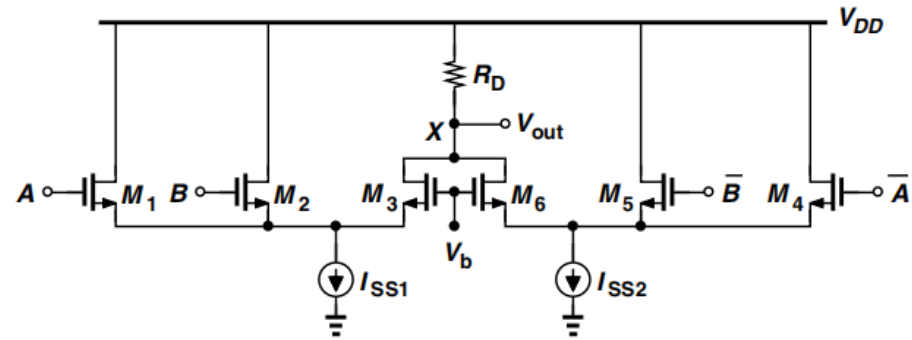 V_DD
R_D
X
V_out
A
M_1
B
M_2
M_3
M_6
M_5
B̅
M_4
A̅
V_b
I_SS1
I_SS2